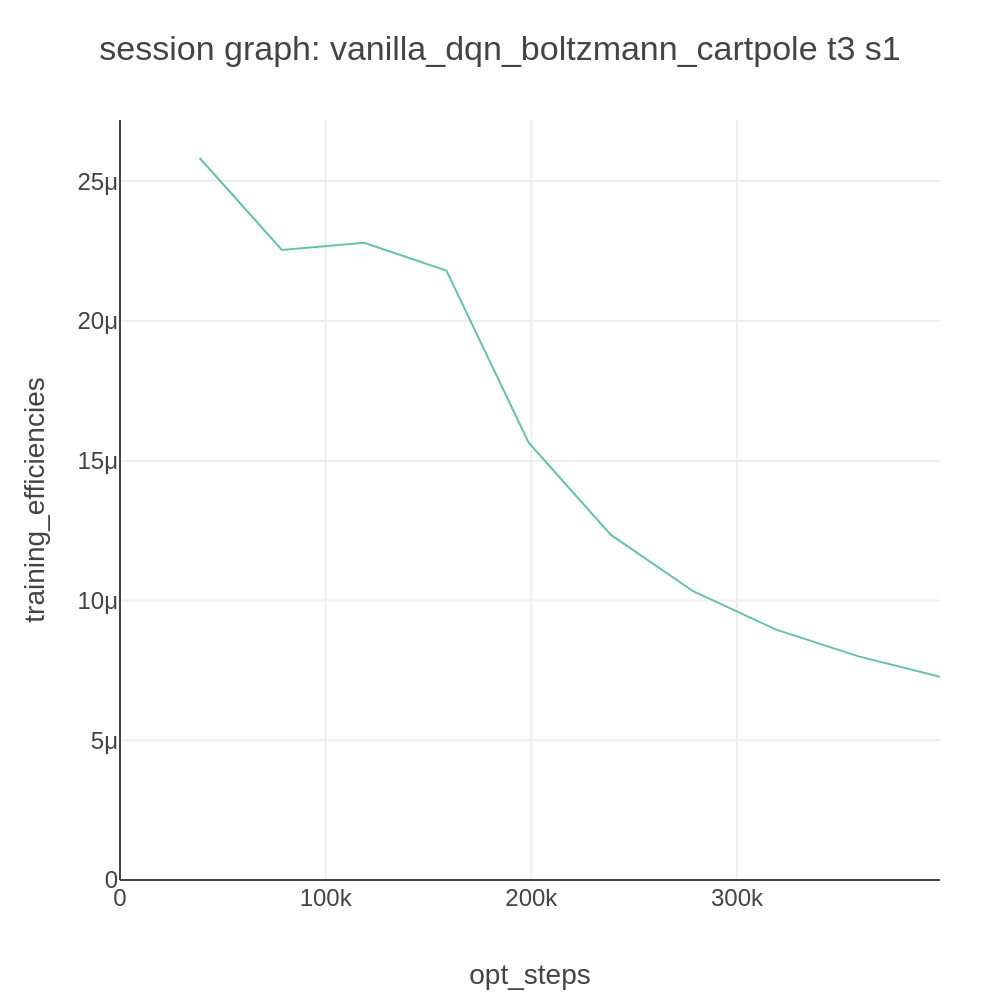 session graph: vanilla_dqn_boltzmann_cartpole t3 s1
25μ
20μ
15μ
10μ
5μ
0
training_efficiencies
0
100k
200k
300k
opt_steps